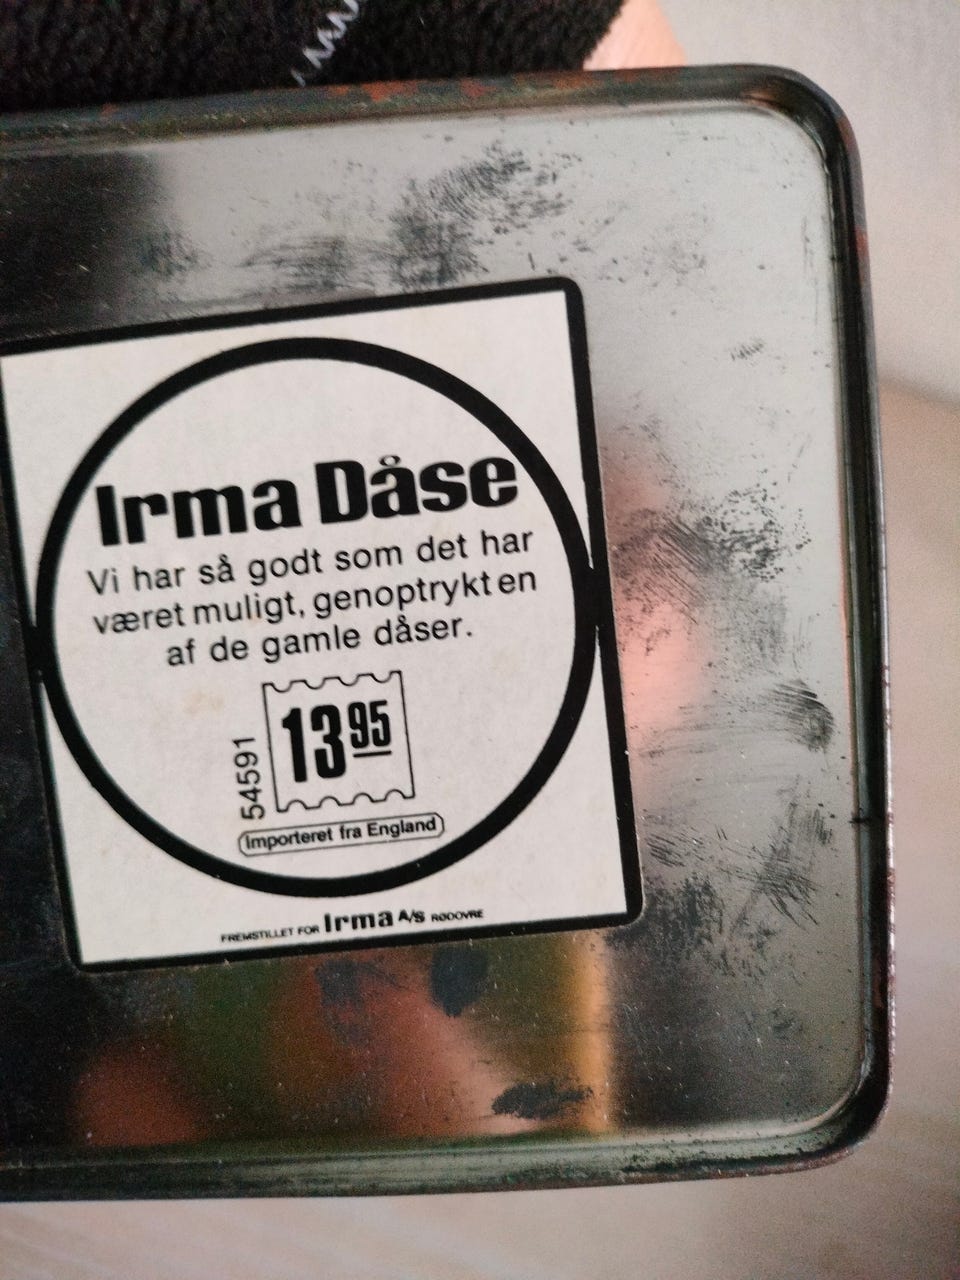 Irma Dåse
Vi har så godt som det har
været muligt, genoptrykt en
af de gamle dåser.
13 95
54591
Importeret fra England
FREMSTILLET FOR Irma A/S RØDOVRE